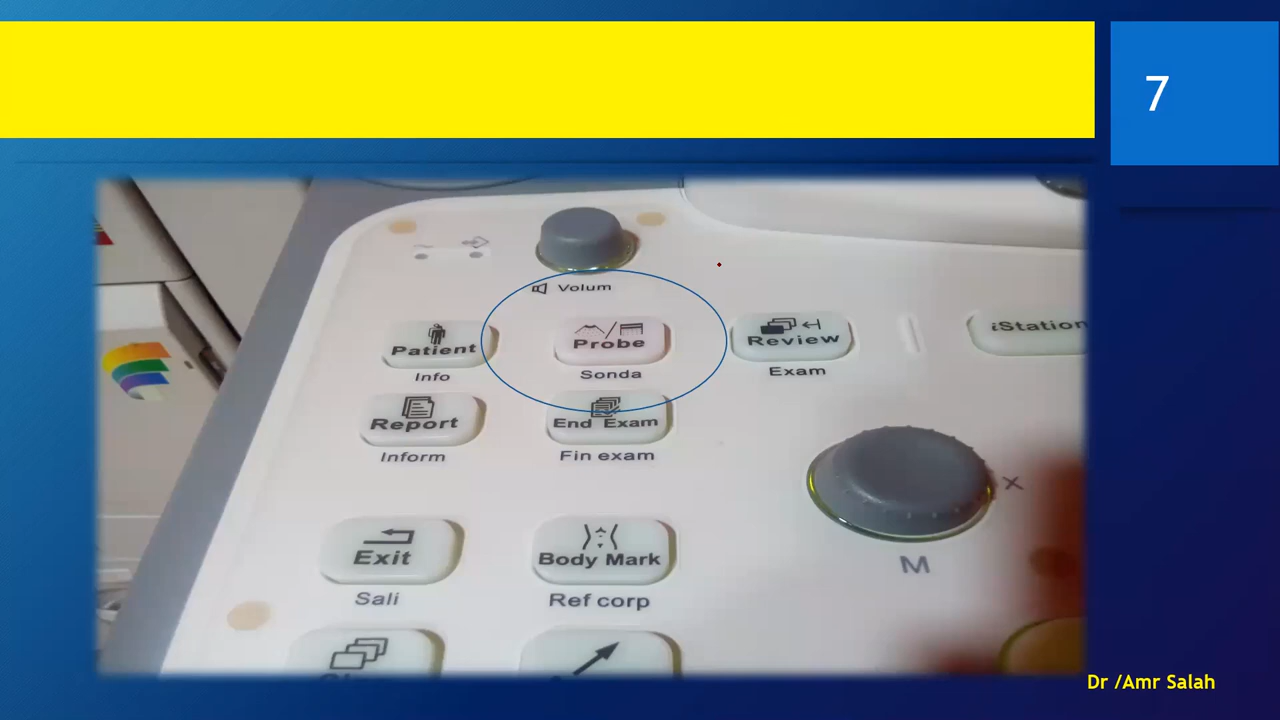 7
Volum
Patient
Info
Probe
Sonda
Review
Exam
iStation
Report
Inform
End Exam
Fin exam
X
M
Exit
Sali
Body Mark
Ref corp
Dr /Amr Salah